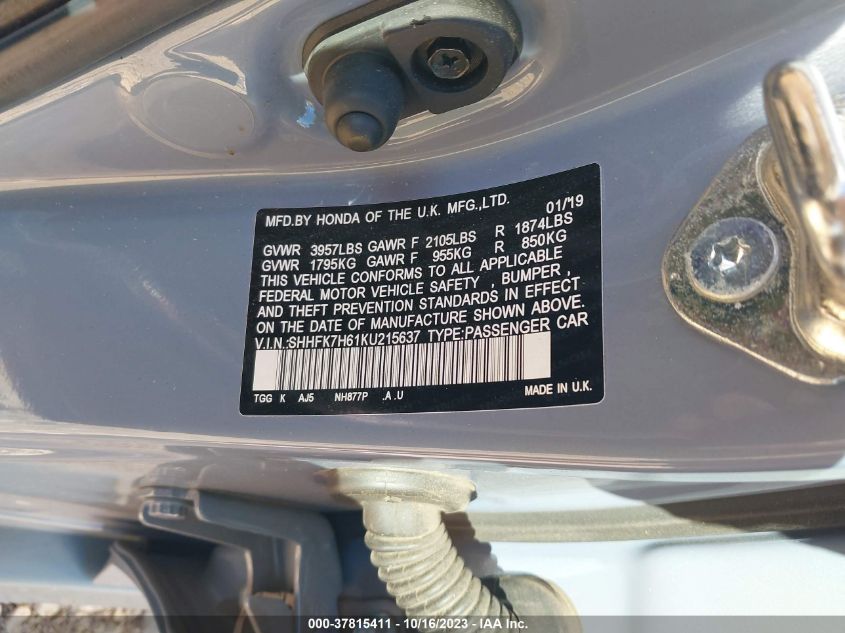 MFD.BY HONDA OF THE U.K. MFG.,LTD. 01/'19
GVWR 3957LBS GAWR F 2105LBS R 1874LBS
GVWR 1795KG GAWR F 955KG R 850KG
THIS VEHICLE CONFORMS TO ALL APPLICABLE
FEDERAL MOTOR VEHICLE SAFETY , BUMPER ,
AND THEFT PREVENTION STANDARDS IN EFFECT
ON THE DATE OF MANUFACTURE SHOWN ABOVE.
V.I.N.:SHHFK7H61KU215637 TYPE:PASSENGER CAR
TGG K AJ5 NH877P .A .U MADE IN U.K.
000-37815411 - 10/16/2023 - IAA Inc.